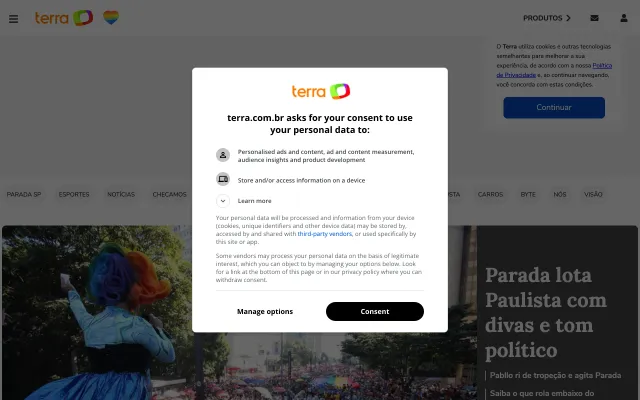 terra
PRODUTOS
O Terra utiliza cookies e outras tecnologias
semelhantes para melhorar a sua
experiência, de acordo com a nossa Política
de Privacidade e, ao continuar navegando,
você concorda com estas condições.
Continuar
terra
terra.com.br asks for your consent to use
your personal data to:
Personalised ads and content, ad and content measurement,
audience insights and product development
Store and/or access information on a device
Learn more
PARADA SP ESPORTES NOTÍCIAS CHECAMOS CARROS BYTE NÓS VISÃO
Your personal data will be processed and information from your device
(cookies, unique identifiers and other device data) may be stored by,
accessed by and shared with third-party vendors, or used specifically by
this site or app.
Some vendors may process your personal data on the basis of legitimate
interest, which you can object to by managing your options below. Look
for a link at the bottom of this page or in our privacy policy where you can
withdraw consent.
Manage options
Consent
Parada lota
Paulista com
divas e tom
político
Pabllo ri de tropeção e agita Parada
Saiba o que rola embaixo do